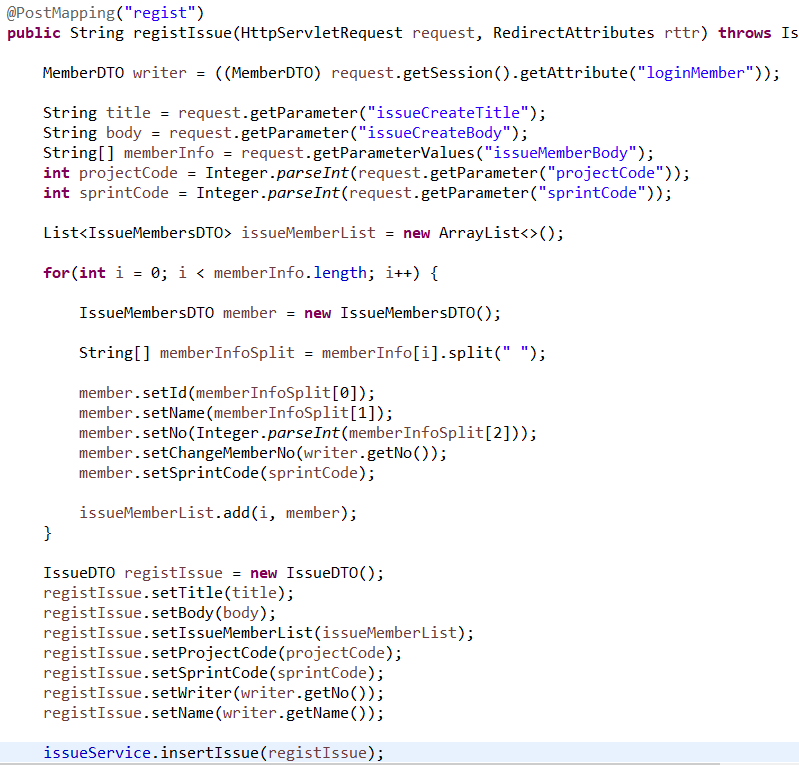 @PostMapping("regist")
public String registIssue(HttpServletRequest request, RedirectAttributes rttr) throws Is
MemberDTO writer = ((MemberDTO) request.getSession().getAttribute("loginMember"));
String title = request.getParameter("issueCreateTitle");
String body = request.getParameter("issueCreateBody");
String[] memberInfo = request.getParameterValues("issueMemberBody");
int projectCode = Integer.parseInt(request.getParameter("projectCode"));
int sprintCode = Integer.parseInt(request.getParameter("sprintCode"));
List<IssueMembersDTO> issueMemberList = new ArrayList<>();
for(int i = 0; i < memberInfo.length; i++) {
IssueMembersDTO member = new IssueMembersDTO();
String[] memberInfoSplit = memberInfo[i].split(" ");
member.setId(memberInfoSplit[0]);
member.setName(memberInfoSplit[1]);
member.setNo(Integer.parseInt(memberInfoSplit[2]));
member.setChangeMemberNo(writer.getNo());
member.setSprintCode(sprintCode);
issueMemberList.add(i, member);
}
IssueDTO registIssue = new IssueDTO();
registIssue.setTitle(title);
registIssue.setBody(body);
registIssue.setIssueMemberList(issueMemberList);
registIssue.setProjectCode(projectCode);
registIssue.setSprintCode(sprintCode);
registIssue.setWriter(writer.getNo());
registIssue.setName(writer.getName());
issueService.insertIssue(registIssue);